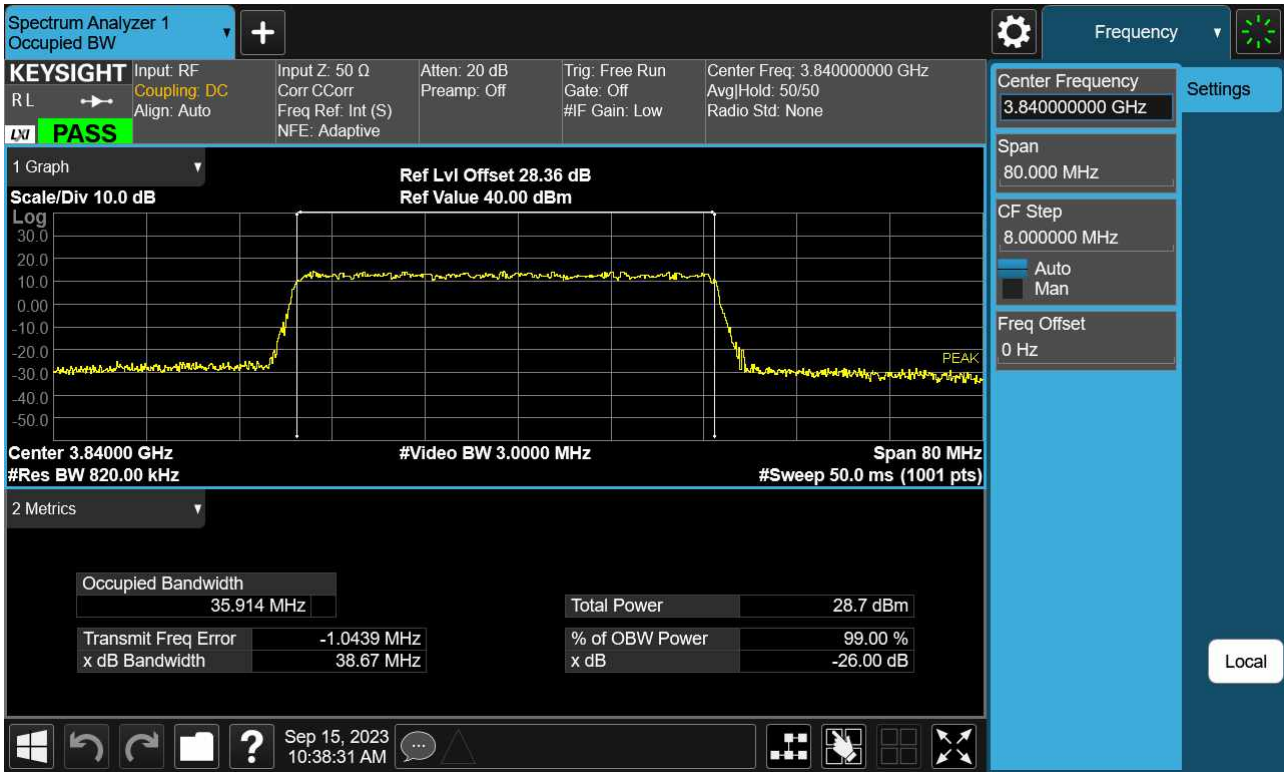 Spectrum Analyzer 1
Occupied BW
+
Frequency
KEYSIGHT
R L
LXI
PASS
Input: RF
Coupling: DC
Align: Auto
Input Z: 50 Ω
Corr CCorr
Freq Ref: Int (S)
NFE: Adaptive
Atten: 20 dB
Preamp: Off
Trig: Free Run
Gate: Off
#IF Gain: Low
Center Freq: 3.840000000 GHz
Avg|Hold: 50/50
Radio Std: None
Center Frequency
3.840000000 GHz
Settings
Span
80.000 MHz
CF Step
8.000000 MHz
Auto
Man
Freq Offset
0 Hz
Local
1 Graph
Scale/Div 10.0 dB
Ref Lvl Offset 28.36 dB
Ref Value 40.00 dBm
Log
30.0
20.0
10.0
0.00
-10.0
-20.0
-30.0
-40.0
-50.0
PEAK
Center 3.84000 GHz
#Video BW 3.0000 MHz
Span 80 MHz
#Res BW 820.00 kHz
#Sweep 50.0 ms (1001 pts)
2 Metrics
Occupied Bandwidth
35.914 MHz
Total Power 28.7 dBm
Transmit Freq Error -1.0439 MHz
% of OBW Power 99.00 %
x dB Bandwidth 38.67 MHz
x dB -26.00 dB
?
Sep 15, 2023
10:38:31 AM